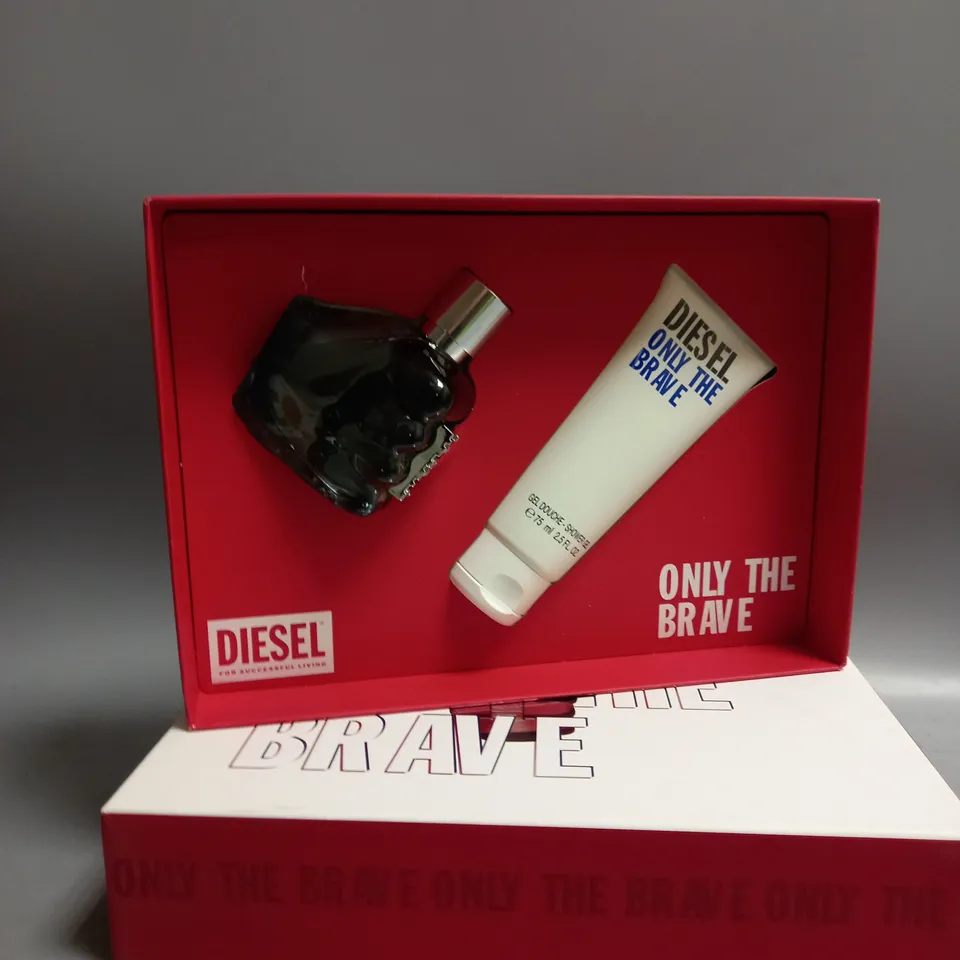 DIESEL
ONLY THE
BRAVE
GEL DOUCHE - SHOWER GEL
℮ 75 ml 2.5 FL. OZ
ONLY THE
BRAVE
DIESEL
FOR SUCCESSFUL LIVING
BRAVE
ONLY THE BRAVE ONLY THE BRAVE ONLY THE